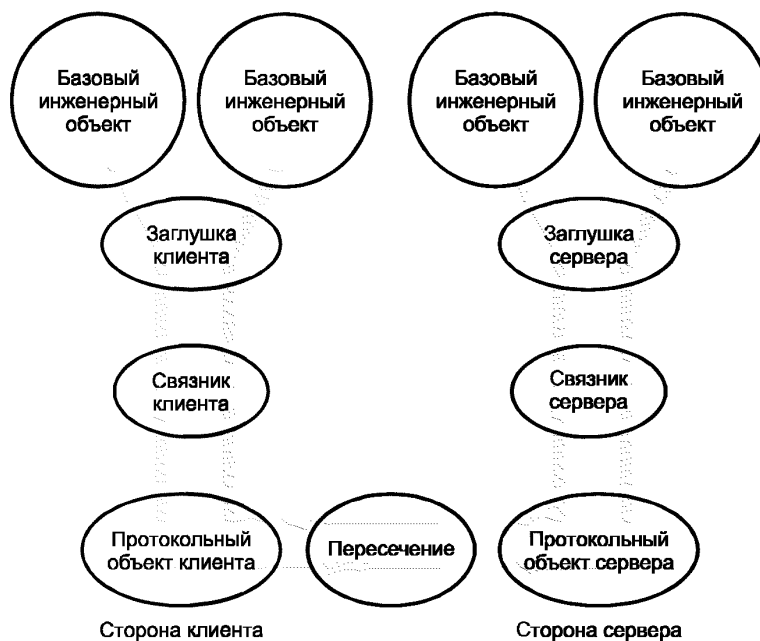 Базовый
инженерный
объект
Базовый
инженерный
объект
Базовый
инженерный
объект
Базовый
инженерный
объект
Заглушка
клиента
Заглушка
сервера
Связник
клиента
Связник
сервера
Протокольный
объект клиента
Пересечение
Протокольный
объект сервера
Сторона клиента
Сторона сервера